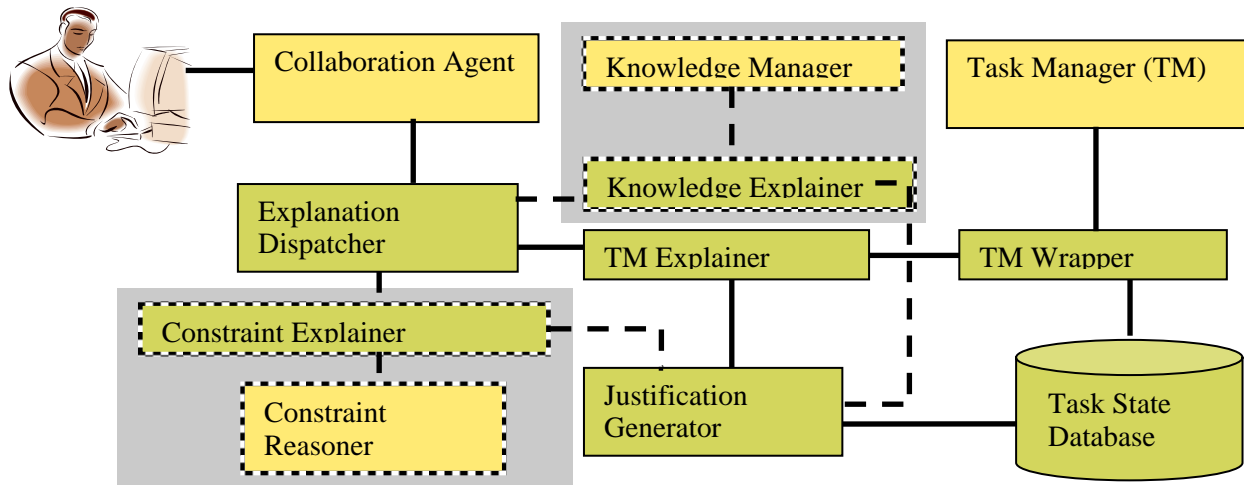 Collaboration Agent
Knowledge Manager
Task Manager (TM)
Knowledge Explainer
Explanation
Dispatcher
TM Explainer
TM Wrapper
Constraint Explainer
Justification
Generator
Task State
Database
Constraint
Reasoner